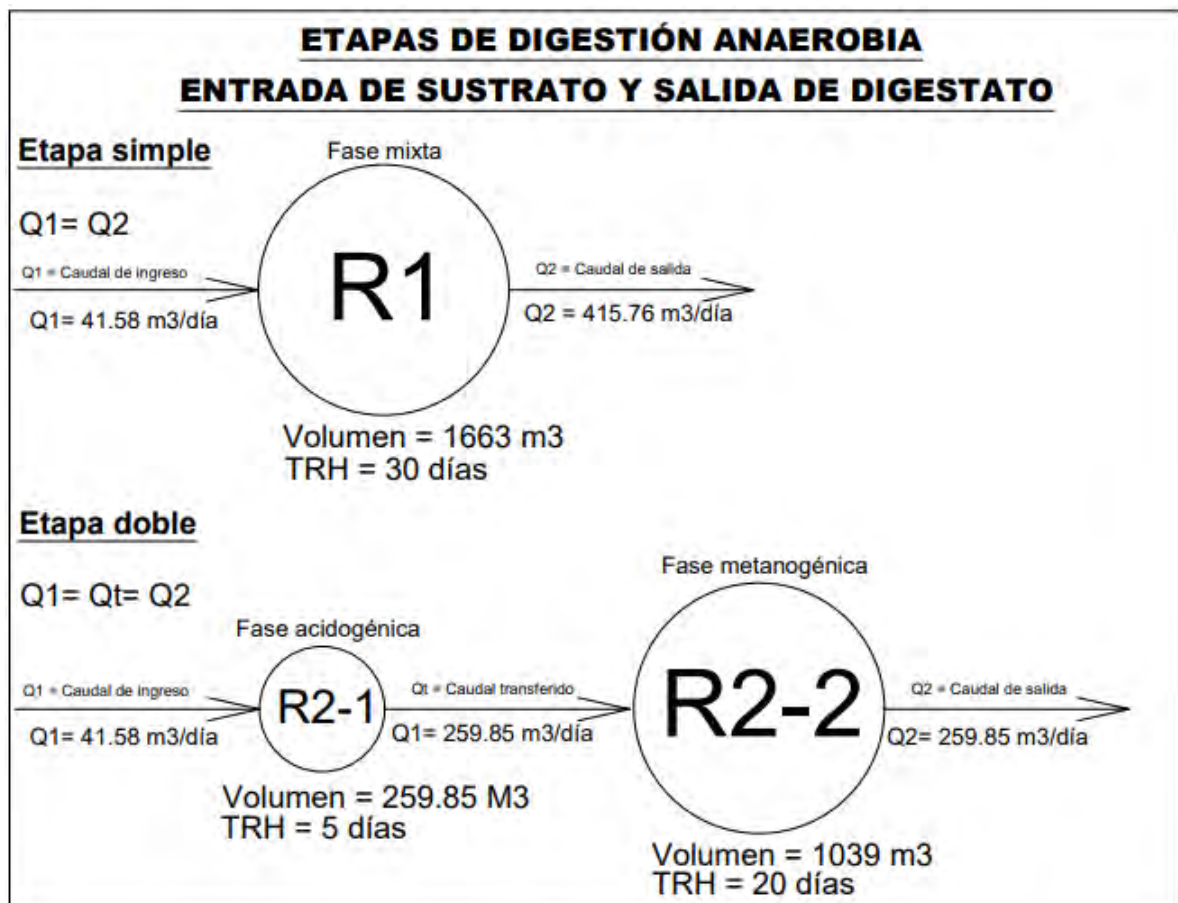 ETAPAS DE DIGESTIÓN ANAEROBIA
ENTRADA DE SUSTRATO Y SALIDA DE DIGESTATO
Etapa simple
Fase mixta
Q1= Q2
Q1 = Caudal de ingreso
R1
Q2 = Caudal de salida
Q1= 41.58 m3/día
Q2 = 415.76 m3/día
Volumen = 1663 m3
TRH = 30 días
Etapa doble
Fase metanogénica
Q1= Qt= Q2
Fase acidogénica
Q1 = Caudal de ingreso
R2-1
Qt = Caudal transferido
R2-2
Q2 = Caudal de salida
Q1= 41.58 m3/día
Q1= 259.85 m3/día
Q2= 259.85 m3/día
Volumen = 259.85 M3
TRH = 5 días
Volumen = 1039 m3
TRH = 20 días